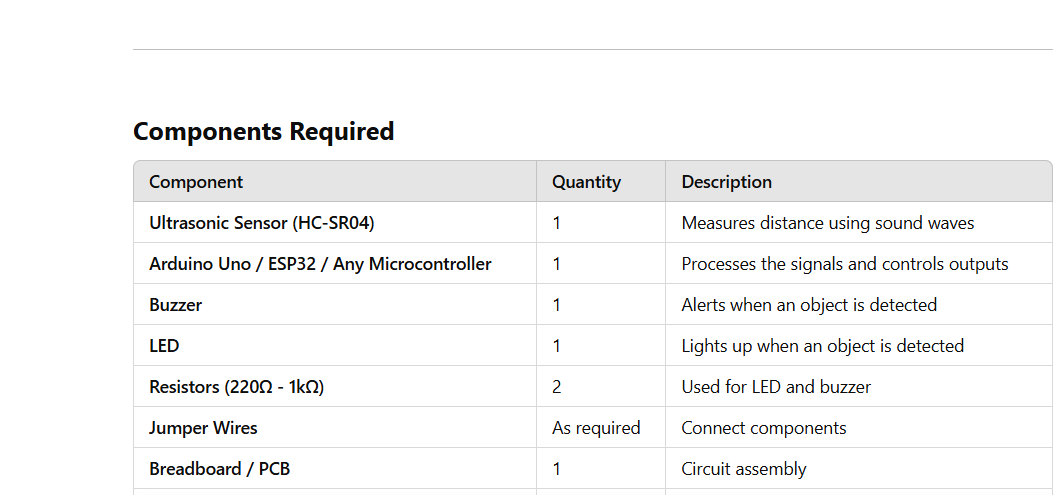 Components Required
Component Quantity Description
Ultrasonic Sensor (HC-SR04) 1 Measures distance using sound waves
Arduino Uno / ESP32 / Any Microcontroller 1 Processes the signals and controls outputs
Buzzer 1 Alerts when an object is detected
LED 1 Lights up when an object is detected
Resistors (220Ω - 1kΩ) 2 Used for LED and buzzer
Jumper Wires As required Connect components
Breadboard / PCB 1 Circuit assembly